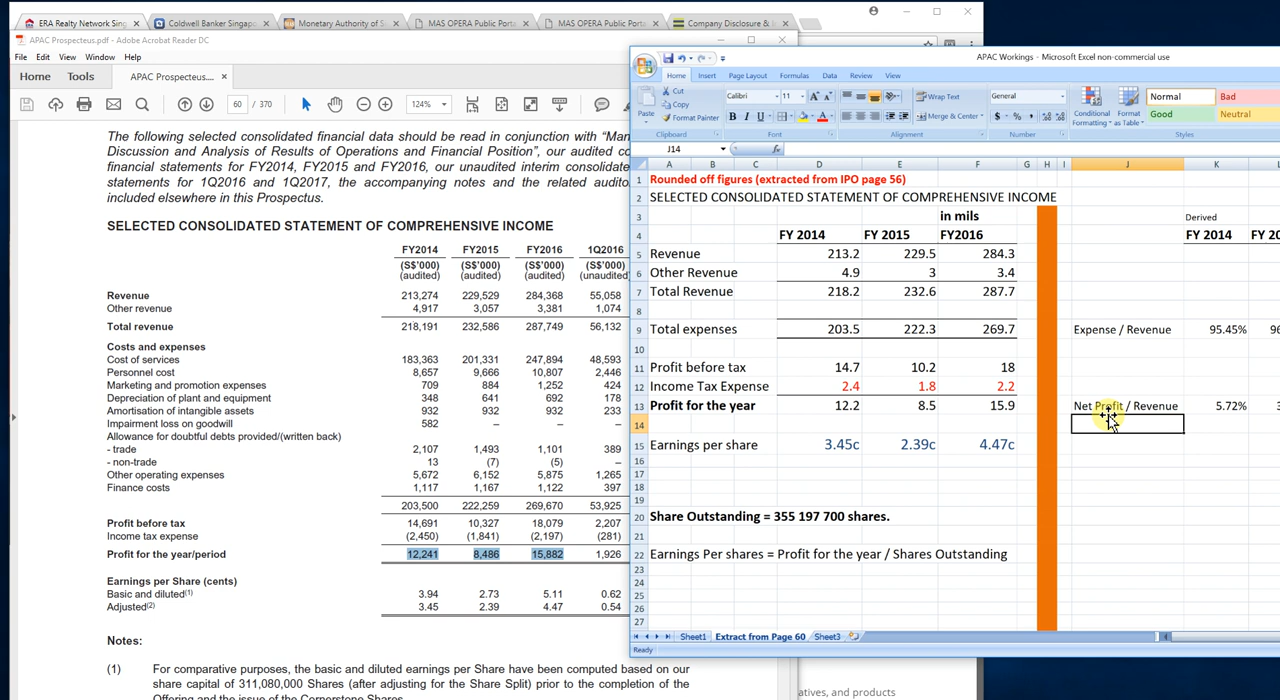 ERA Realty Network Sing
Coldwell Banker Singapo
Monetary Authority of S
MAS OPERA Public Porta
MAS OPERA Public Porta
Company Disclosure &
APAC Prospecteus.pdf - Adobe Acrobat Reader DC
File Edit View Window Help
Home Tools APAC Prospecteus....
60 / 370 124%
The following selected consolidated financial data should be read in conjunction with “Man
Discussion and Analysis of Results of Operations and Financial Position”, our audited co
financial statements for FY2014, FY2015 and FY2016, our unaudited interim consolidate
statements for 1Q2016 and 1Q2017, the accompanying notes and the related audito
included elsewhere in this Prospectus.
SELECTED CONSOLIDATED STATEMENT OF COMPREHENSIVE INCOME
FY2014 FY2015 FY2016 1Q2016
(S$'000) (S$'000) (S$'000) (S$'000)
(audited) (audited) (audited) (unaudited)
Revenue 213,274 229,529 284,368 55,058
Other revenue 4,917 3,057 3,381 1,074
Total revenue 218,191 232,586 287,749 56,132
Costs and expenses
Cost of services 183,363 201,331 247,894 48,593
Personnel cost 8,657 9,666 10,807 2,446
Marketing and promotion expenses 709 884 1,252 424
Depreciation of plant and equipment 348 641 692 178
Amortisation of intangible assets 932 932 932 233
Impairment loss on goodwill 582 – – –
Allowance for doubtful debts provided/(written back)
- trade 2,107 1,493 1,101 389
- non-trade 13 (7) (5) –
Other operating expenses 5,672 6,152 5,875 1,265
Finance costs 1,117 1,167 1,122 397
203,500 222,259 269,670 53,925
Profit before tax 14,691 10,327 18,079 2,207
Income tax expense (2,450) (1,841) (2,197) (281)
Profit for the year/period 12,241 8,486 15,882 1,926
Earnings per Share (cents)
Basic and diluted(1) 3.94 2.73 5.11 0.62
Adjusted(2) 3.45 2.39 4.47 0.54
Notes:
(1) For comparative purposes, the basic and diluted earnings per Share have been computed based on our
share capital of 311,080,000 Shares (after adjusting for the Share Split) prior to the completion of the
Offering and the issue of the Cornerstone Shares.
APAC Workings - Microsoft Excel non-commercial use
Home Insert Page Layout Formulas Data Review View
Paste
Cut
Copy
Format Painter
Calibri 11
B I U
Wrap Text
Merge & Center
General
$ % ,
Conditional Formatting
Format as Table
Normal Bad
Good Neutral
Clipboard Font Alignment Number Styles
J14 fx
A B C D E F G H I J K L
1 Rounded off figures (extracted from IPO page 56)
2 SELECTED CONSOLIDATED STATEMENT OF COMPREHENSIVE INCOME
3 in mils Derived
4 FY 2014 FY 2015 FY2016 FY 2014 FY 20
5 Revenue 213.2 229.5 284.3
6 Other Revenue 4.9 3 3.4
7 Total Revenue 218.2 232.6 287.7
8
9 Total expenses 203.5 222.3 269.7 Expense / Revenue 95.45% 96
10
11 Profit before tax 14.7 10.2 18
12 Income Tax Expense 2.4 1.8 2.2
13 Profit for the year 12.2 8.5 15.9 Net Profit / Revenue 5.72% 3
14
15 Earnings per share 3.45c 2.39c 4.47c
16
17
18
19
20 Share Outstanding = 355 197 700 shares.
21
22 Earnings Per shares = Profit for the year / Shares Outstanding
23
24
25
26
27
Sheet1 Extract from Page 60 Sheet3
Ready
atives, and products